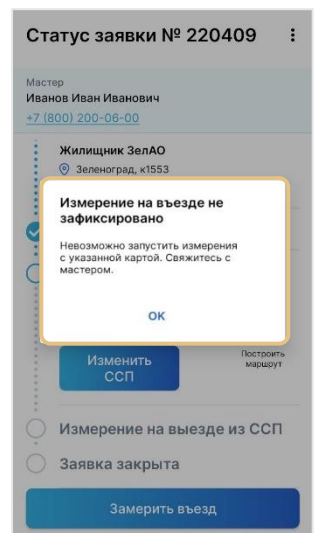 Статус заявки № 220409
Мастер
Иванов Иван Иванович
+7 (800) 200-06-00
Жилищник ЗелАО
Зеленоград, к1553
Измерение на въезде не
зафиксировано
Невозможно запустить измерения
с указанной картой. Свяжитесь с
мастером.
ОК
Изменить
ССП
Построить
маршрут
Измерение на выезде из ССП
Заявка закрыта
Замерить въезд